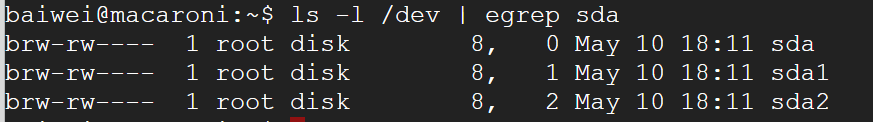 baiwei@macaroni:~$ ls -l /dev | egrep sda
brw-rw----  1 root disk        8,   0 May 10 18:11 sda
brw-rw----  1 root disk        8,   1 May 10 18:11 sda1
brw-rw----  1 root disk        8,   2 May 10 18:11 sda2